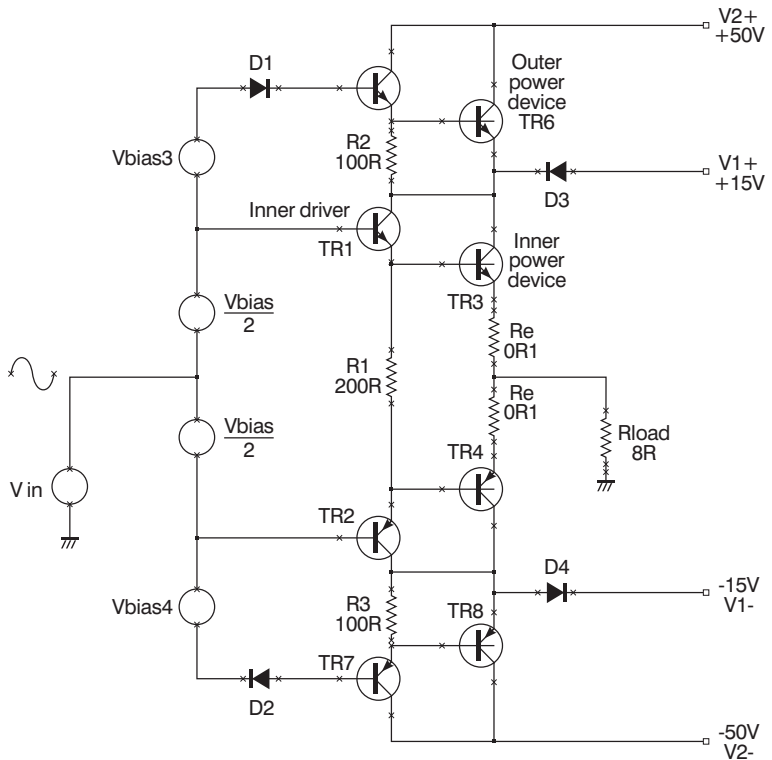 V2+
+50V
D1
Outer
power
device
TR6
R2
100R
Vbias3
V1+
+15V
D3
Inner driver
TR1
Inner
power
device
TR3
Vbias
2
Re
0R1
R1
200R
Re
0R1
Vbias
2
Rload
8R
TR4
V in
TR2
D4
-15V
V1-
Vbias4
R3
100R
TR8
TR7
D2
-50V
V2-